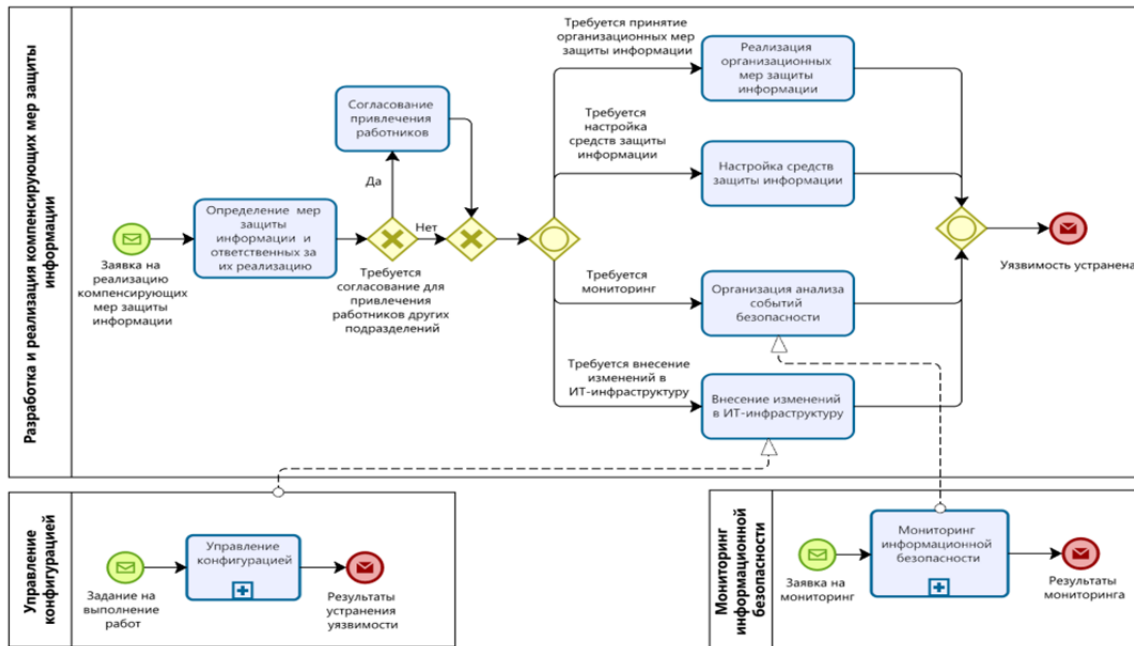 Разработка и реализация компенсирующих мер защиты
информации
Заявка на
реализацию
компенсирующих
мер защиты
информации
Определение мер
защиты
информации и
ответственных за
их реализацию
Согласование
привлечения
работников
Да
Нет
Требуется
согласование для
привлечения
работников других
подразделений
Требуется принятие
организационных мер
защиты информации
Реализация
организационных
мер защиты
информации
Требуется
настройка
средств защиты
информации
Настройка средств
защиты информации
Требуется
мониторинг
Организация анализа
событий
безопасности
Требуется внесение
изменений в
ИТ-инфраструктуру
Внесение изменений
в ИТ-инфраструктуру
Уязвимость устранена
Управление
конфигурацией
Задание на
выполнение
работ
Управление
конфигурацией
Результаты
устранения
уязвимости
Мониторинг
информационной
безопасности
Заявка на
мониторинг
Мониторинг
информационной
безопасности
Результаты
мониторинга